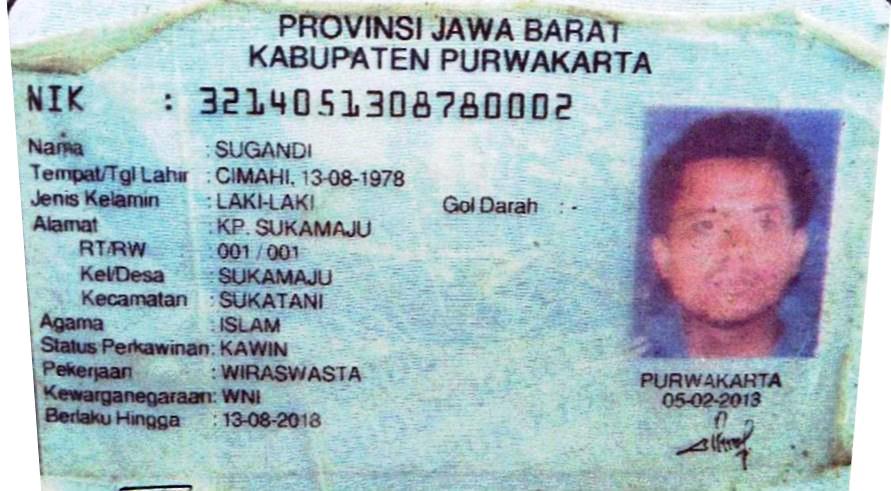 PROVINSI JAWA BARAT
KABUPATEN PURWAKARTA
NIK : 3214051308780002
Nama : SUGANDI
Tempat/Tgl Lahir : CIMAHI, 13-08-1978
Jenis Kelamin : LAKI-LAKI Gol Darah : -
Alamat : KP. SUKAMAJU
RT/RW : 001 / 001
Kel/Desa : SUKAMAJU
Kecamatan : SUKATANI
Agama : ISLAM
Status Perkawinan: KAWIN
Pekerjaan : WIRASWASTA
Kewarganegaraan: WNI
Berlaku Hingga : 13-08-2018
PURWAKARTA
05-02-2013